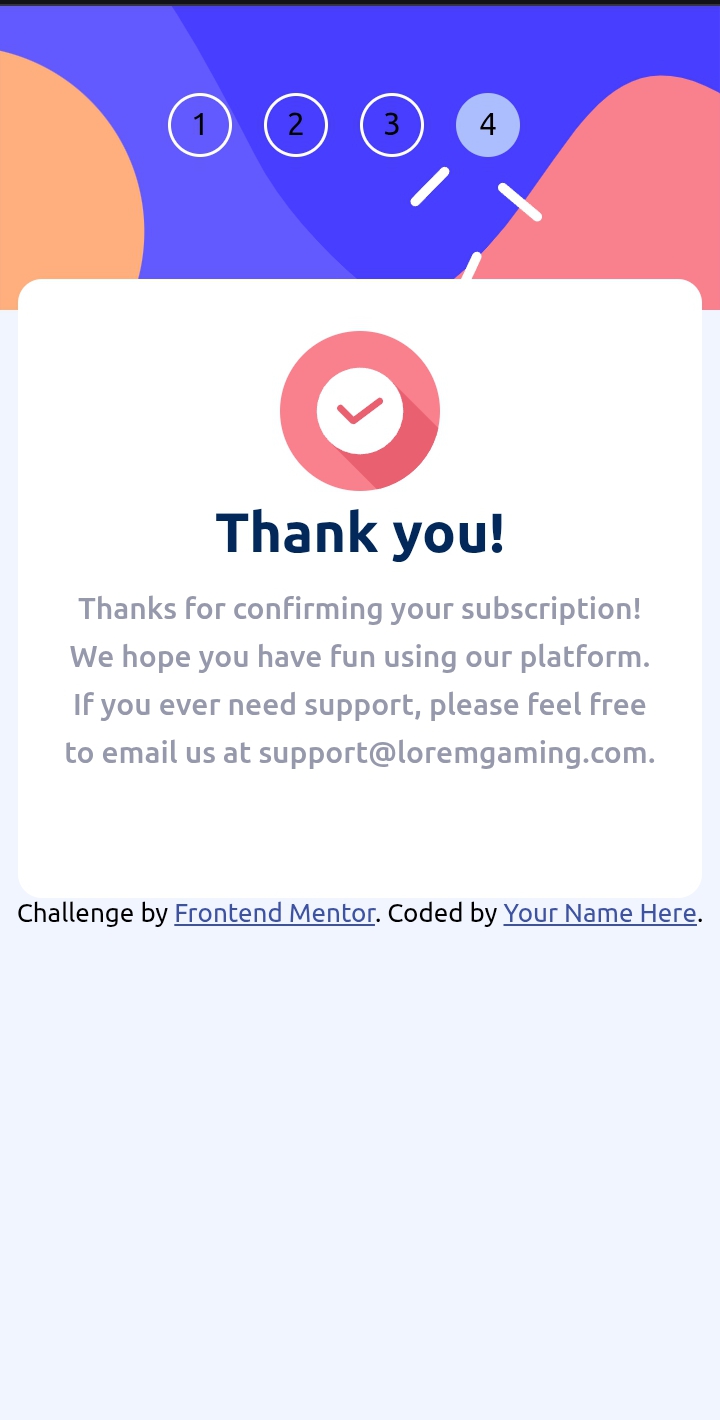 1 2 3 4
Thank you!
Thanks for confirming your subscription!
We hope you have fun using our platform.
If you ever need support, please feel free
to email us at support@loremgaming.com.
Challenge by Frontend Mentor. Coded by Your Name Here.